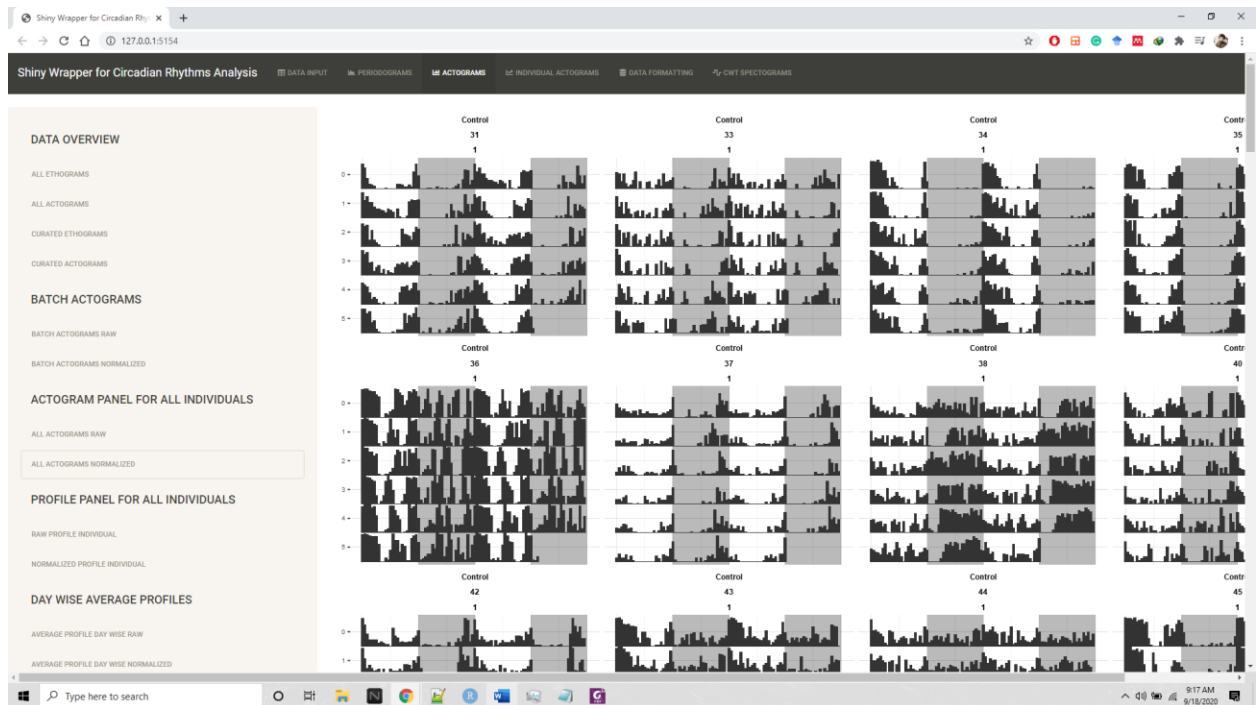 Shiny Wrapper for Circadian Rhy
127.0.0.1:5154
Shiny Wrapper for Circadian Rhythms Analysis DATA INPUT PERIODOGRAMS ACTOGRAMS INDIVIDUAL ACTOGRAMS DATA FORMATTING CWT SPECTOGRAMS
DATA OVERVIEW
ALL ETHOGRAMS
ALL ACTOGRAMS
CURATED ETHOGRAMS
CURATED ACTOGRAMS
BATCH ACTOGRAMS
BATCH ACTOGRAMS RAW
BATCH ACTOGRAMS NORMALIZED
ACTOGRAM PANEL FOR ALL INDIVIDUALS
ALL ACTOGRAMS RAW
ALL ACTOGRAMS NORMALIZED
PROFILE PANEL FOR ALL INDIVIDUALS
RAW PROFILE INDIVIDUAL
NORMALIZED PROFILE INDIVIDUAL
DAY WISE AVERAGE PROFILES
AVERAGE PROFILE DAY WISE RAW
AVERAGE PROFILE DAY WISE NORMALIZED
Control Control Control Contr
31 33 34 35
1 1 1 1
0
1
2
3
4
5
Control Control Control Contr
36 37 38 40
1 1 1 1
0
1
2
3
4
5
Control Control Control Contr
42 43 44 45
1 1 1 1
0
1
Type here to search
9:17 AM
9/18/2020